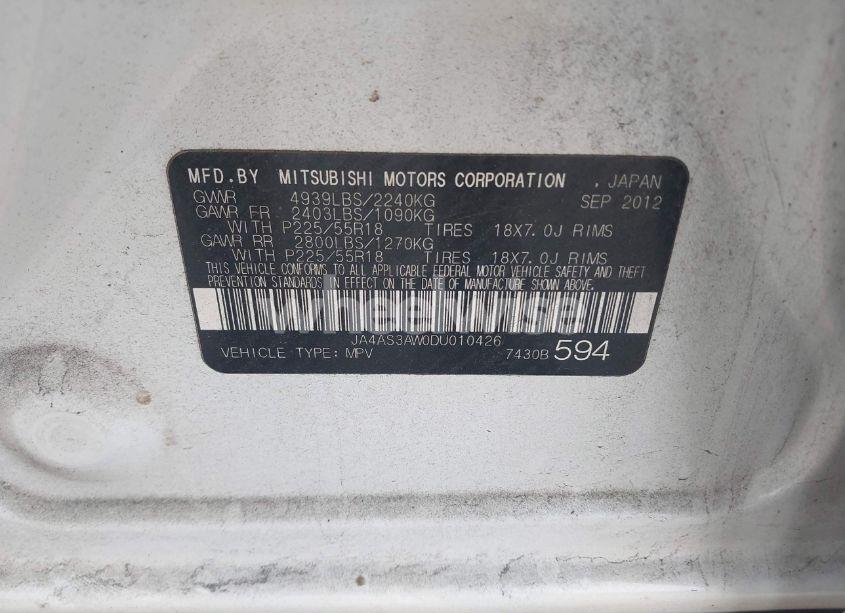 MFD.BY MITSUBISHI MOTORS CORPORATION , JAPAN
GVWR 4939LBS/2240KG SEP 2012
GAWR FR 2403LBS/1090KG
WITH P225/55R18 TIRES 18X7.0J RIMS
GAWR RR 2800LBS/1270KG
WITH P225/55R18 TIRES 18X7.0J RIMS
THIS VEHICLE CONFORMS TO ALL APPLICABLE FEDERAL MOTOR VEHICLE SAFETY AND THEFT
PREVENTION STANDARDS IN EFFECT ON THE DATE OF MANUFACTURE SHOWN ABOVE.
JA4AS3AW0DU010426
VEHICLE TYPE: MPV 7430B 594